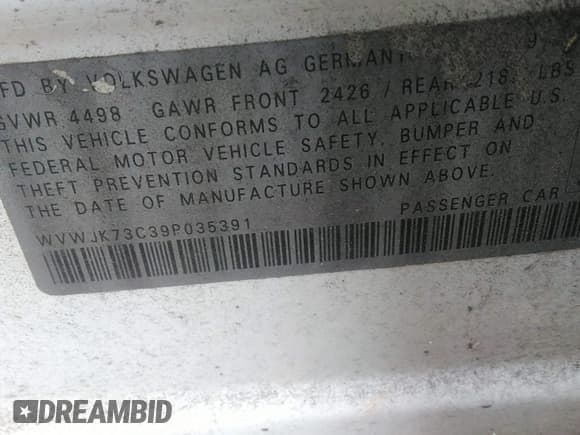 FD BY VOLKSWAGEN AG GERMANY 9
GVWR 4498 GAWR FRONT 2426 / REAR 218 LBS
THIS VEHICLE CONFORMS TO ALL APPLICABLE U.S.
FEDERAL MOTOR VEHICLE SAFETY, BUMPER AND
THEFT PREVENTION STANDARDS IN EFFECT ON
THE DATE OF MANUFACTURE SHOWN ABOVE.
WVWJK73C39P035391 PASSENGER CAR
DREAMBID